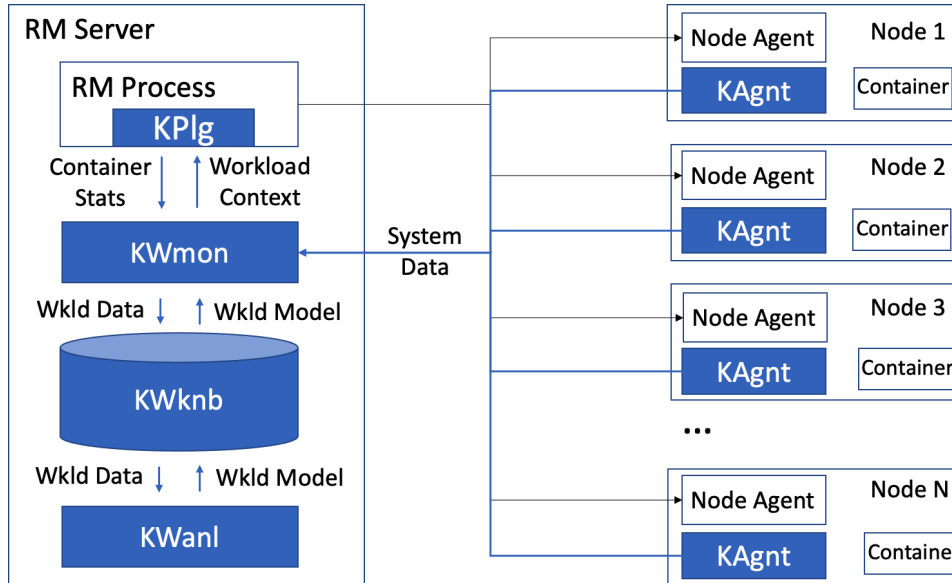 RM Server
RM Process
KPlg
Container
Stats
Workload
Context
KWmon
Wkld Data
Wkld Model
KWknb
Wkld Data
Wkld Model
KWanl
System
Data
Node 1
Node Agent
KAgnt
Container
Node 2
Node Agent
KAgnt
Container
Node 3
Node Agent
KAgnt
Container
...
Node N
Node Agent
KAgnt
Container